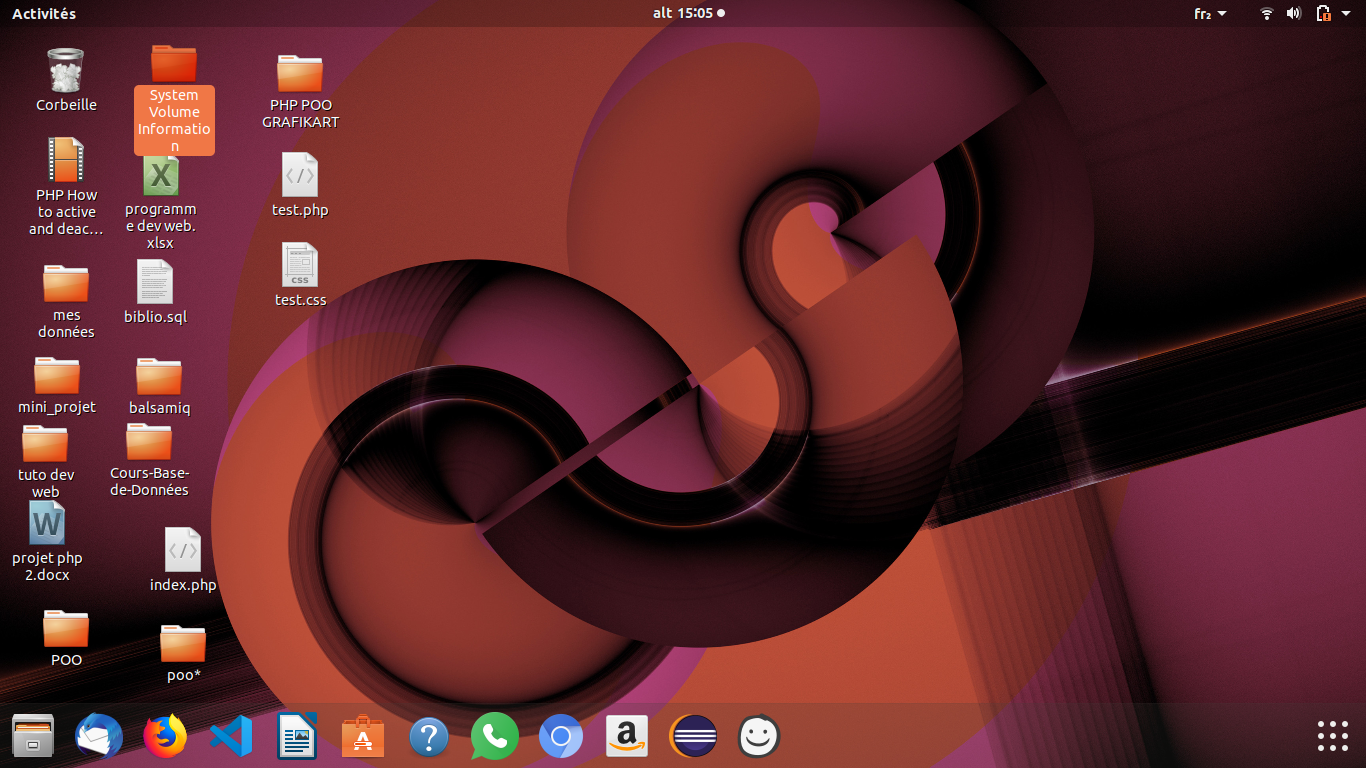 Activités
alt 15:05
fr₂
Corbeille
System
Volume
Informatio
n
PHP POO
GRAFIKART
PHP How
to active
and deac...
X
programm
e dev web.
xlsx
test.php
mes
données
biblio.sql
css
test.css
mini_projet
balsamiq
tuto dev
web
Cours-Base-
de-Données
W
projet php
2.docx
index.php
POO
poo*
A
?
a